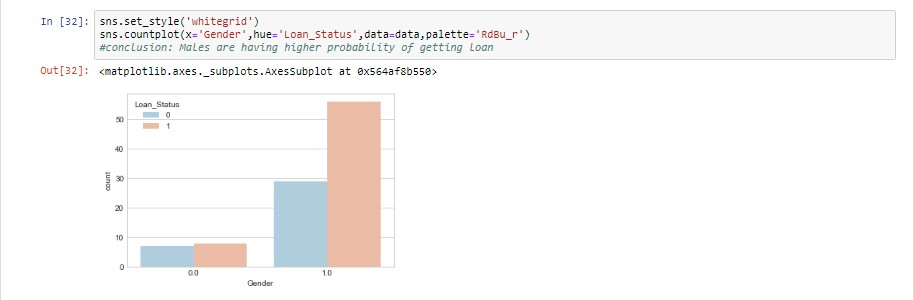 In [32]: sns.set_style('whitegrid')
sns.countplot(x='Gender',hue='Loan_Status',data=data,palette='RdBu_r')
#conclusion: Males are having higher probability of getting Loan
Out[32]: <matplotlib.axes._subplots.AxesSubplot at 0x564af8b550>
Loan_Status
0
1
50
40
30
20
10
0
count
0.0 1.0
Gender